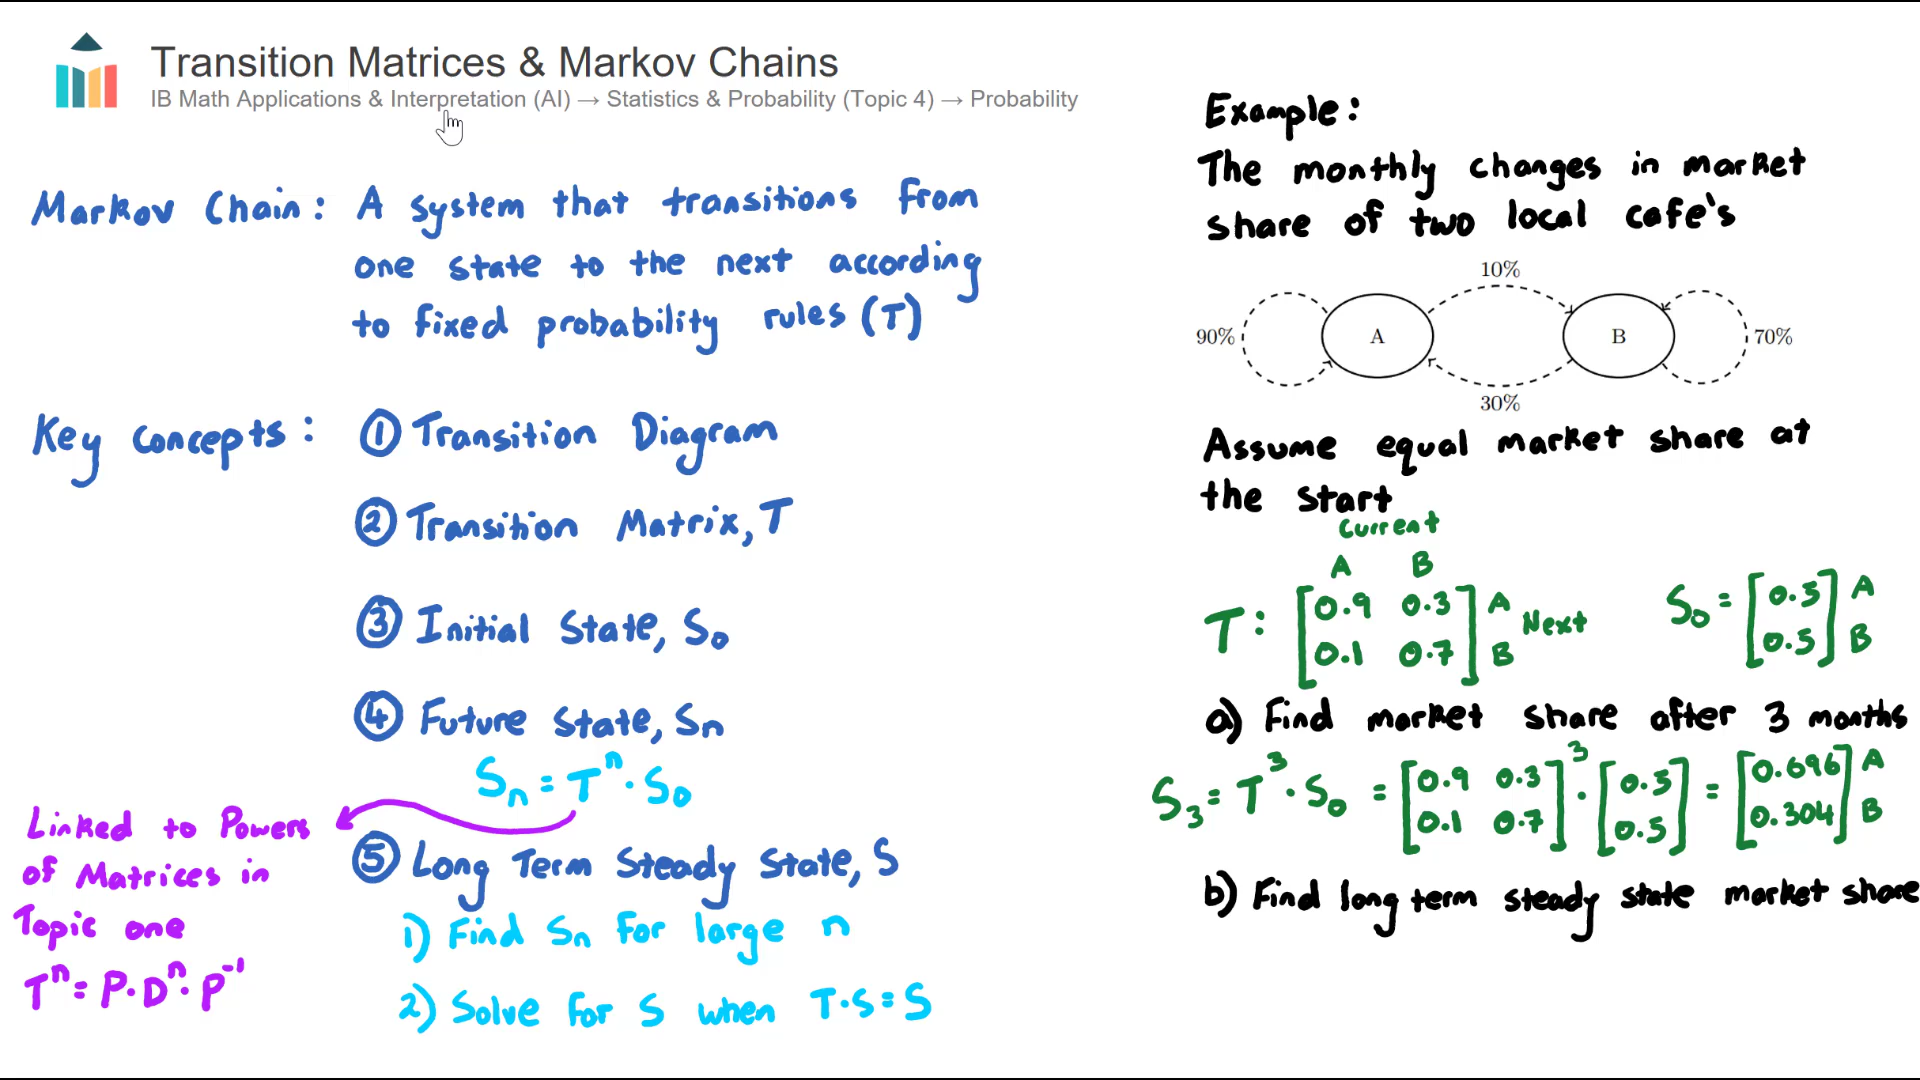 Transition Matrices & Markov Chains
IB Math Applications & Interpretation (AI) → Statistics & Probability (Topic 4) → Probability
Markov Chain: A system that transitions from
one state to the next according
to fixed probability rules (T)
Key Concepts: ① Transition Diagram
② Transition Matrix, T
③ Initial State, S₀
④ Future State, Sₙ
Sₙ = Tⁿ · S₀
Linked to Powers
of Matrices in
Topic one
Tⁿ = P·Dⁿ·P⁻¹
⑤ Long Term Steady State, S
1) Find Sₙ for large n
2) Solve for S when T·S = S
Example:
The monthly changes in market
share of two local cafe's
10%
90% A B 70%
30%
Assume equal market share at
the start
Current
A B
T: [0.9 0.3] A Next S₀ = [0.5] A
[0.1 0.7] B [0.5] B
a) Find market share after 3 months
S₃ = T³ · S₀ = [0.9 0.3]³ · [0.5] = [0.696] A
[0.1 0.7] [0.5] [0.304] B
b) Find long term steady state market share